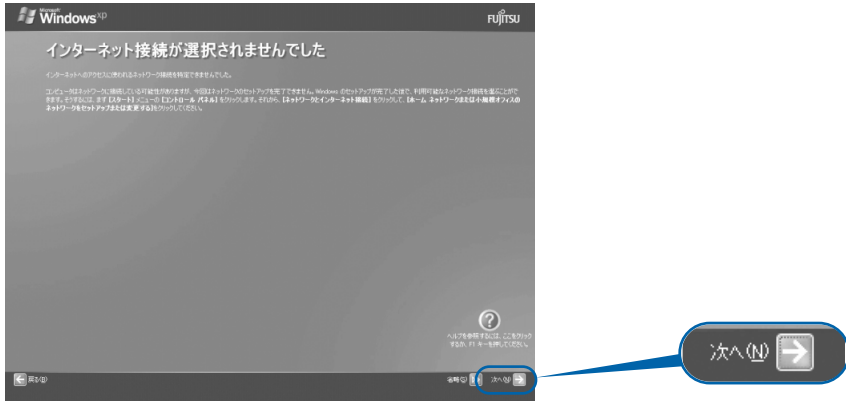 Microsoft
Windows xp
FUJITSU
インターネット接続が選択されませんでした
インターネットへのアクセスに使われるネットワーク接続を特定できませんでした。
コンピュータはネットワークに接続している可能性がありますが、今回はネットワークのセットアップを完了できません。Windows のセットアップが完了したあとで、利用可能なネットワーク接続を選ぶことがで
きます。そうするには、まず [スタート] メニューの [コントロール パネル] をクリックします。それから、[ネットワークとインターネット接続] をクリックして、[ホーム ネットワークまたは小規模オフィスの
ネットワークをセットアップまたは変更する]をクリックしてください。
ヘルプを参照するには、ここをクリック
するか、F1 キーを押してください。
戻る(B)
省略(S)
次へ(N)
次へ(N)